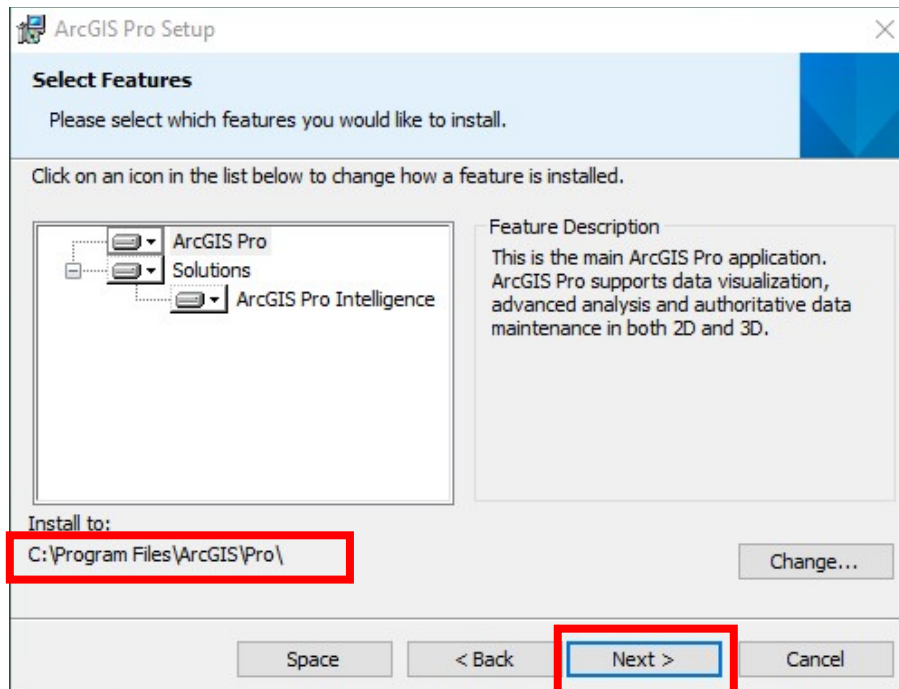 ArcGIS Pro Setup
Select Features
Please select which features you would like to install.
Click on an icon in the list below to change how a feature is installed.
ArcGIS Pro
Solutions
ArcGIS Pro Intelligence
Feature Description
This is the main ArcGIS Pro application.
ArcGIS Pro supports data visualization,
advanced analysis and authoritative data
maintenance in both 2D and 3D.
Install to:
C:\Program Files\ArcGIS\Pro\
Change...
Space
< Back
Next >
Cancel